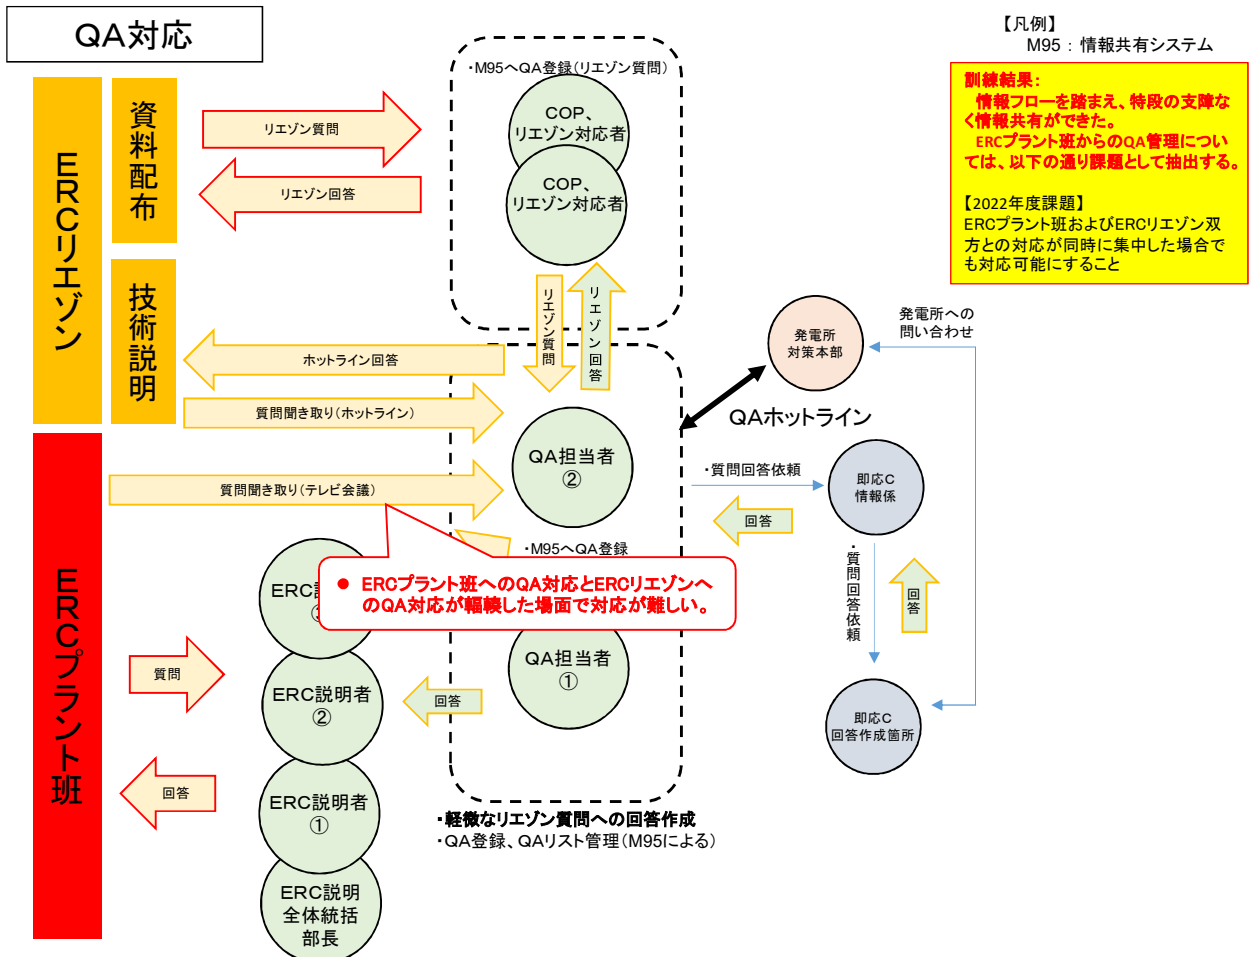 QA対応
【凡例】
M95：情報共有システム
訓練結果：
情報フローを踏まえ、特段の支障な
く情報共有ができた。
ERCプラント班からのQA管理につい
ては、以下の通り課題として抽出する。
【2022年度課題】
ERCプラント班およびERCリエゾン双
方との対応が同時に集中した場合で
も対応可能にすること
ERCリエゾン
資料配布
技術説明
ERCプラント班
リエゾン質問
リエゾン回答
・M95へQA登録(リエゾン質問)
COP、
リエゾン対応者
COP、
リエゾン対応者
リエゾン質問
リエゾン回答
ホットライン回答
質問聞き取り(ホットライン)
質問聞き取り(テレビ会議)
QA担当者
②
発電所
対策本部
発電所への
問い合わせ
QAホットライン
・質問回答依頼
回答
即応C
情報係
・質問回答依頼
回答
即応C
回答作成箇所
・M95へQA登録
● ERCプラント班へのQA対応とERCリエゾンへ
のQA対応が輻輳した場面で対応が難しい。
QA担当者
①
回答
質問
回答
ERC説
ERC説明者
②
ERC説明者
①
ERC説明
全体統括
部長
・軽微なリエゾン質問への回答作成
・QA登録、QAリスト管理(M95による)